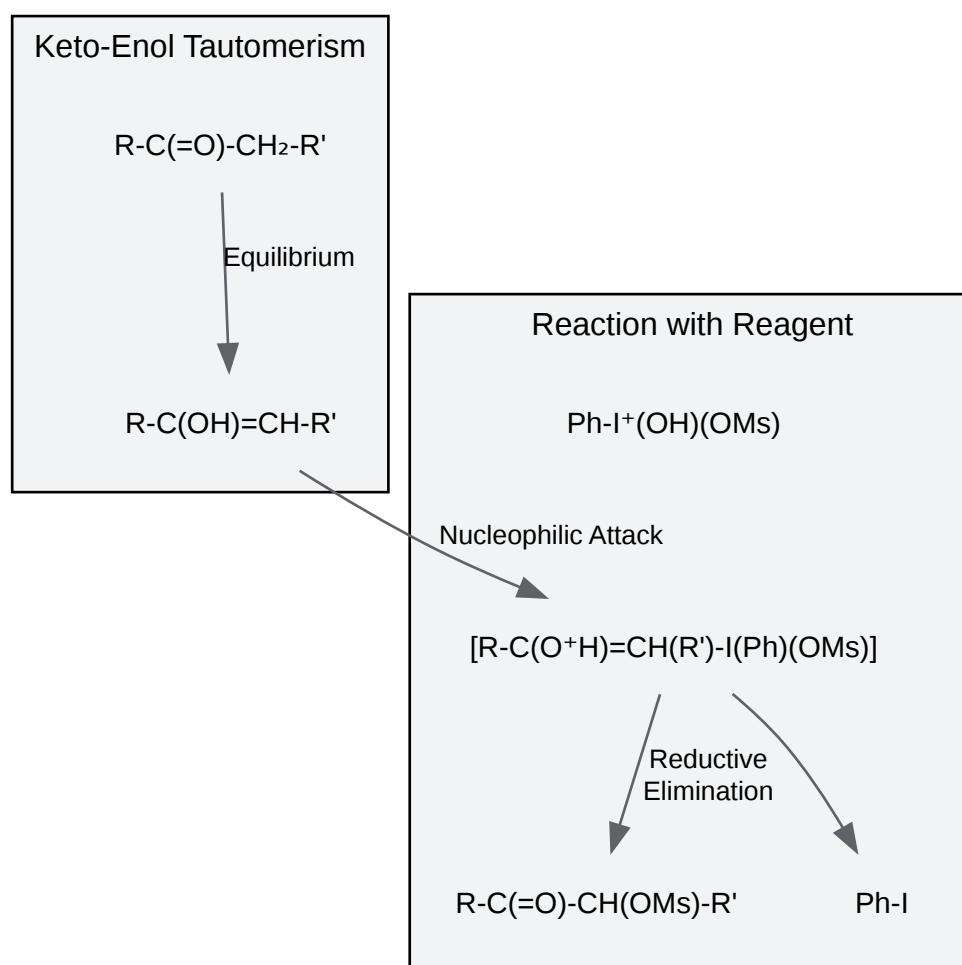 Keto-Enol Tautomerism
R-C(=O)-CH₂-R'
Equilibrium
R-C(OH)=CH-R'
Reaction with Reagent
Ph-I⁺(OH)(OMs)
Nucleophilic Attack
[R-C(O⁺H)=CH(R')-I(Ph)(OMs)]
Reductive
Elimination
R-C(=O)-CH(OMs)-R'
Ph-I